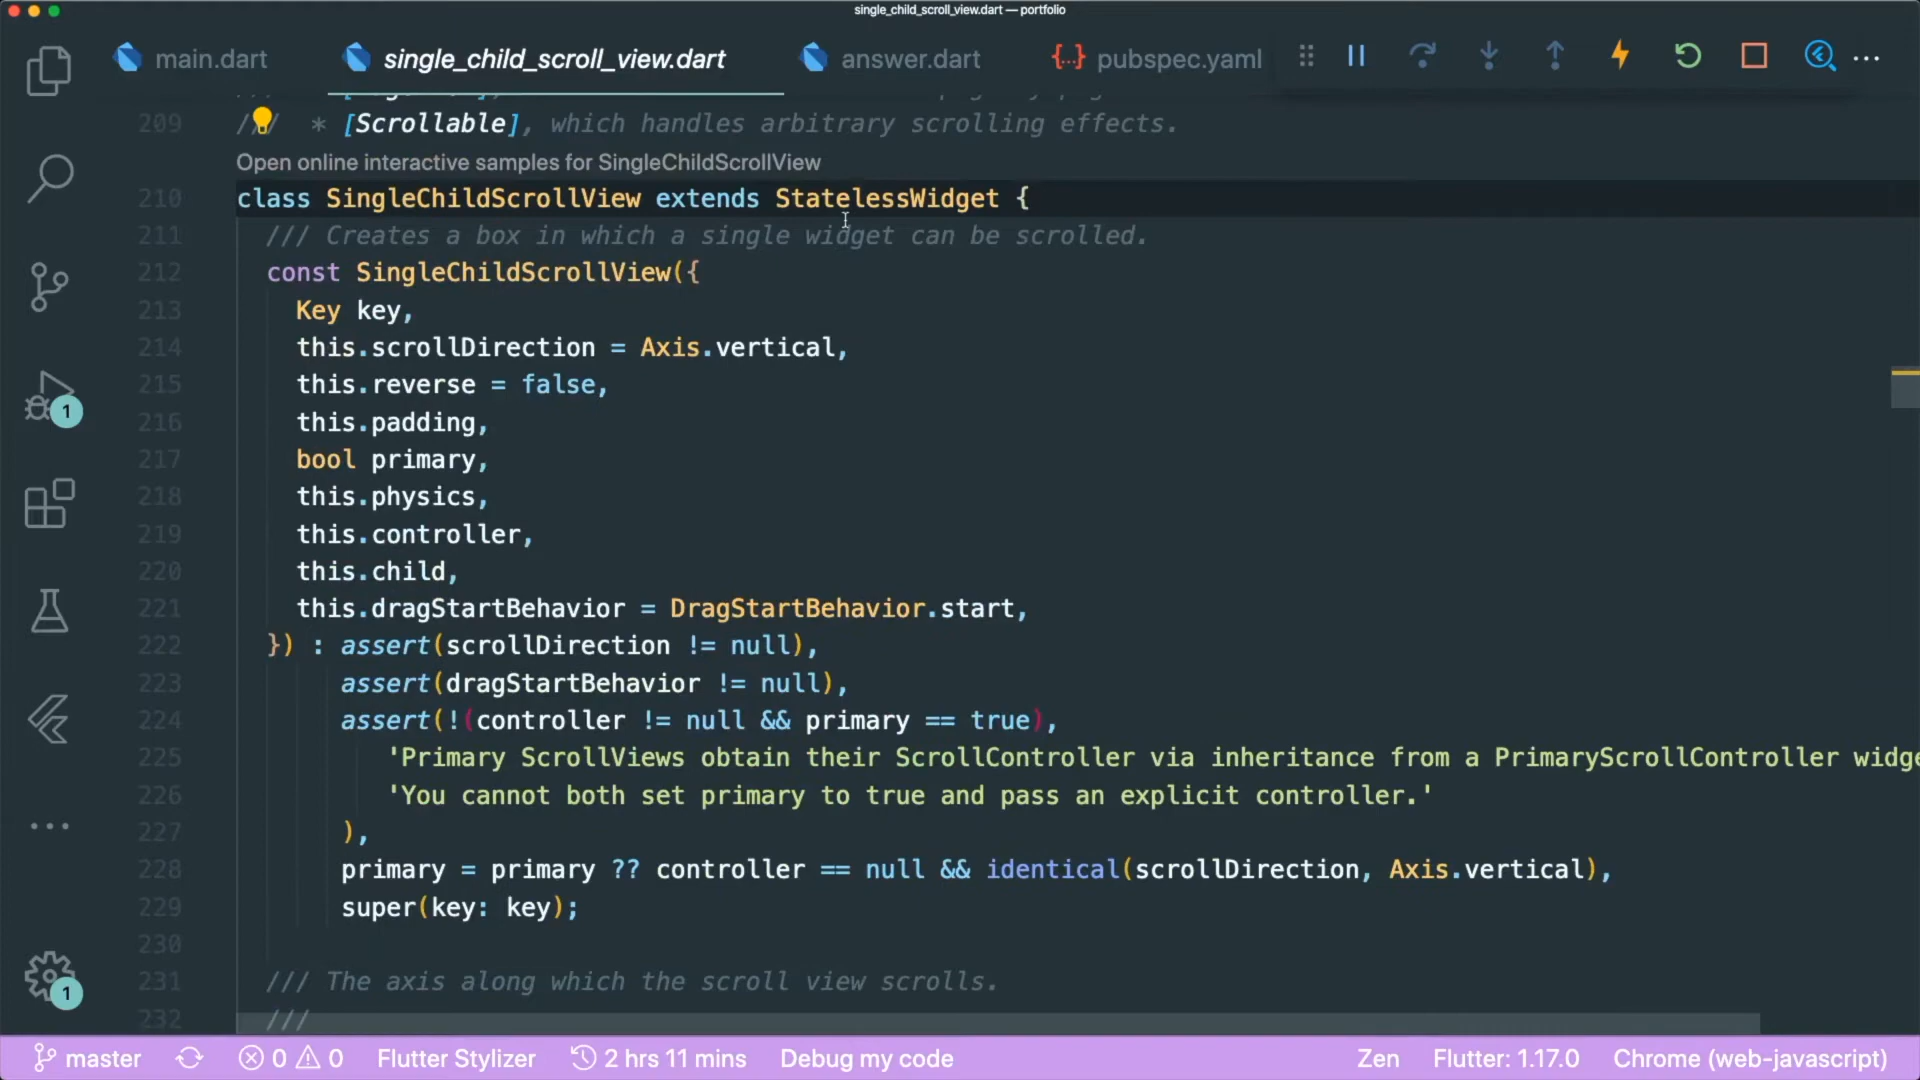 single_child_scroll_view.dart — portfolio
main.dart
single_child_scroll_view.dart
answer.dart
{..} pubspec.yaml
209 /// * [Scrollable], which handles arbitrary scrolling effects.
Open online interactive samples for SingleChildScrollView
210 class SingleChildScrollView extends StatelessWidget {
211 /// Creates a box in which a single widget can be scrolled.
212 const SingleChildScrollView({
213 Key key,
214 this.scrollDirection = Axis.vertical,
215 this.reverse = false,
216 this.padding,
217 bool primary,
218 this.physics,
219 this.controller,
220 this.child,
221 this.dragStartBehavior = DragStartBehavior.start,
222 }) : assert(scrollDirection != null),
223 assert(dragStartBehavior != null),
224 assert(!(controller != null && primary == true),
225 'Primary ScrollViews obtain their ScrollController via inheritance from a PrimaryScrollController widge
226 'You cannot both set primary to true and pass an explicit controller.'
227 ),
228 primary = primary ?? controller == null && identical(scrollDirection, Axis.vertical),
229 super(key: key);
230
231 /// The axis along which the scroll view scrolls.
232 ///
1
1
master
0 0
Flutter Stylizer
2 hrs 11 mins
Debug my code
Zen
Flutter: 1.17.0
Chrome (web-javascript)